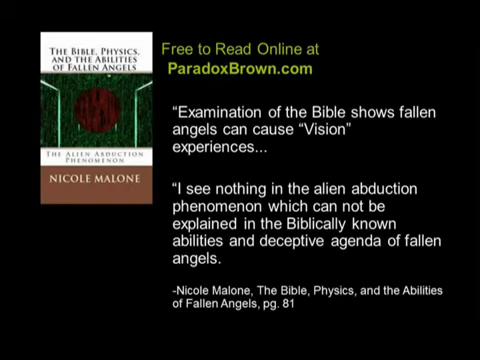 THE BIBLE, PHYSICS,
AND THE ABILITIES
OF FALLEN ANGELS
THE ALIEN ABDUCTION
PHENOMENON
NICOLE MALONE
Free to Read Online at
ParadoxBrown.com
“Examination of the Bible shows fallen
angels can cause “Vision”
experiences...
“I see nothing in the alien abduction
phenomenon which can not be
explained in the Biblically known
abilities and deceptive agenda of fallen
angels.
-Nicole Malone, The Bible, Physics, and the Abilities
of Fallen Angels, pg. 81